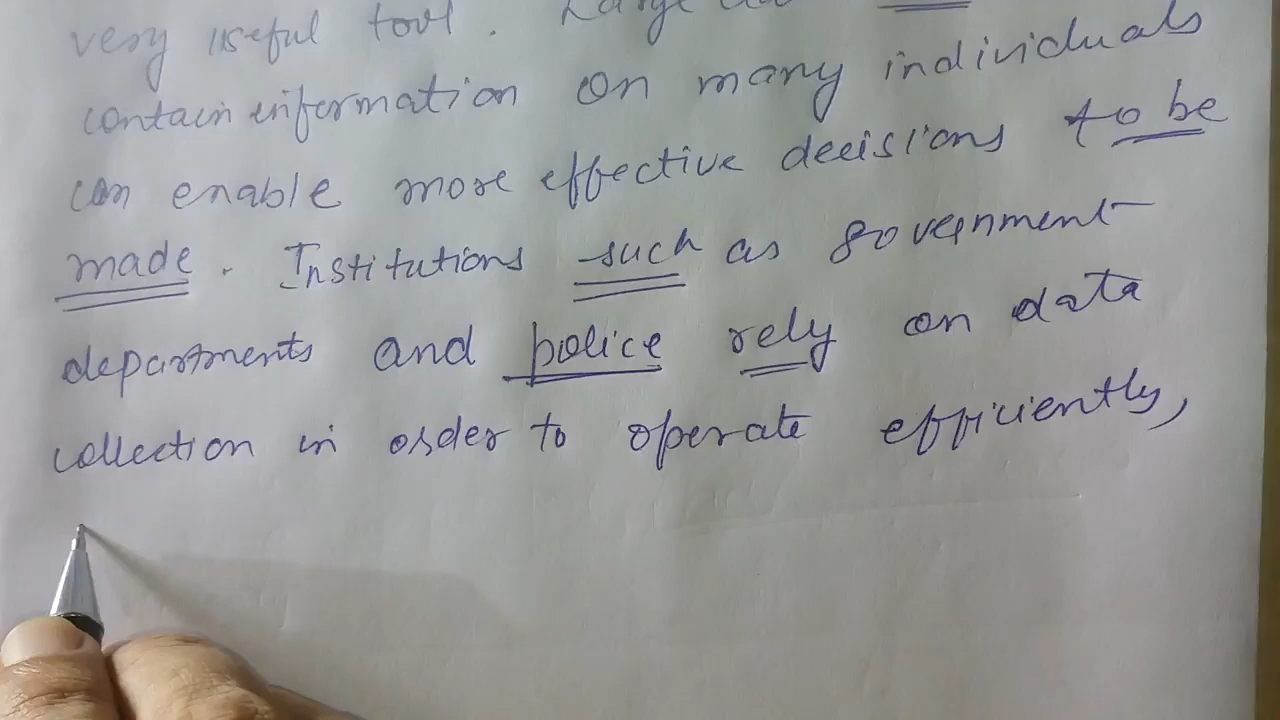 very useful tool. Large
contain information on many individuals
can enable more effective decisions to be
made. Institutions such as government
departments and police rely on data
collection in order to operate efficiently,